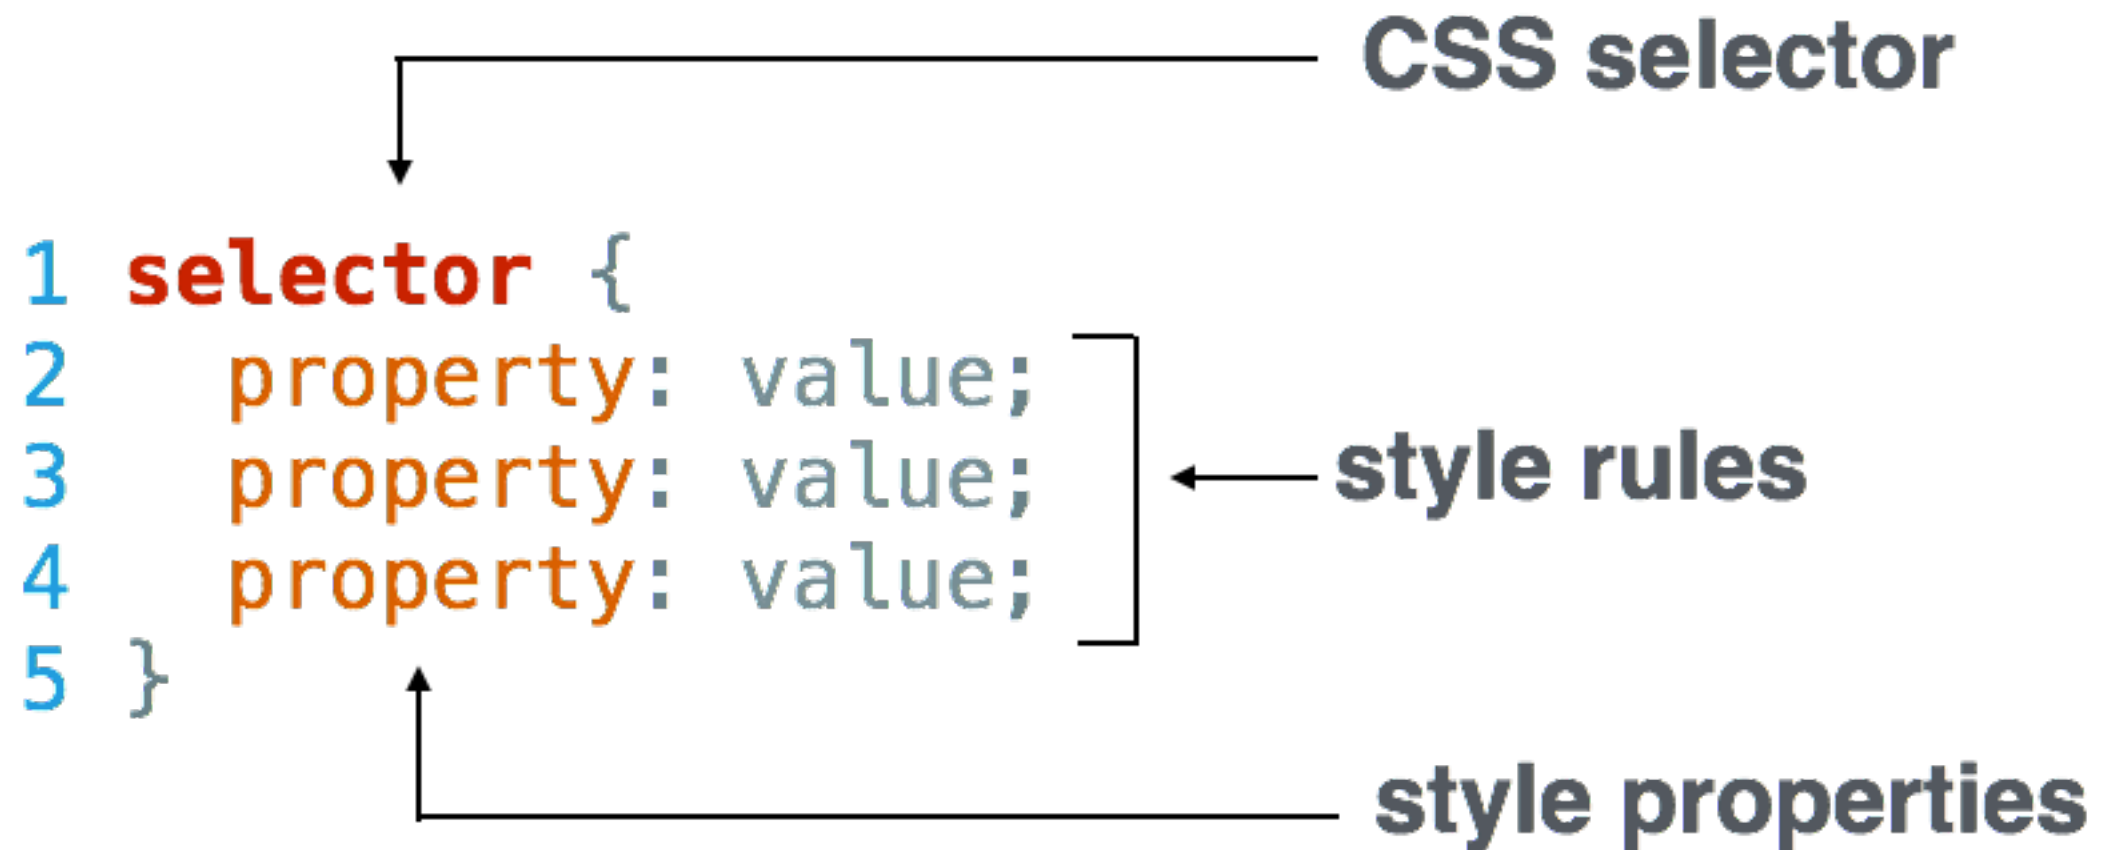 CSS selector
1 selector {
2   property: value;
3   property: value;
style rules
4   property: value;
5 }
style properties